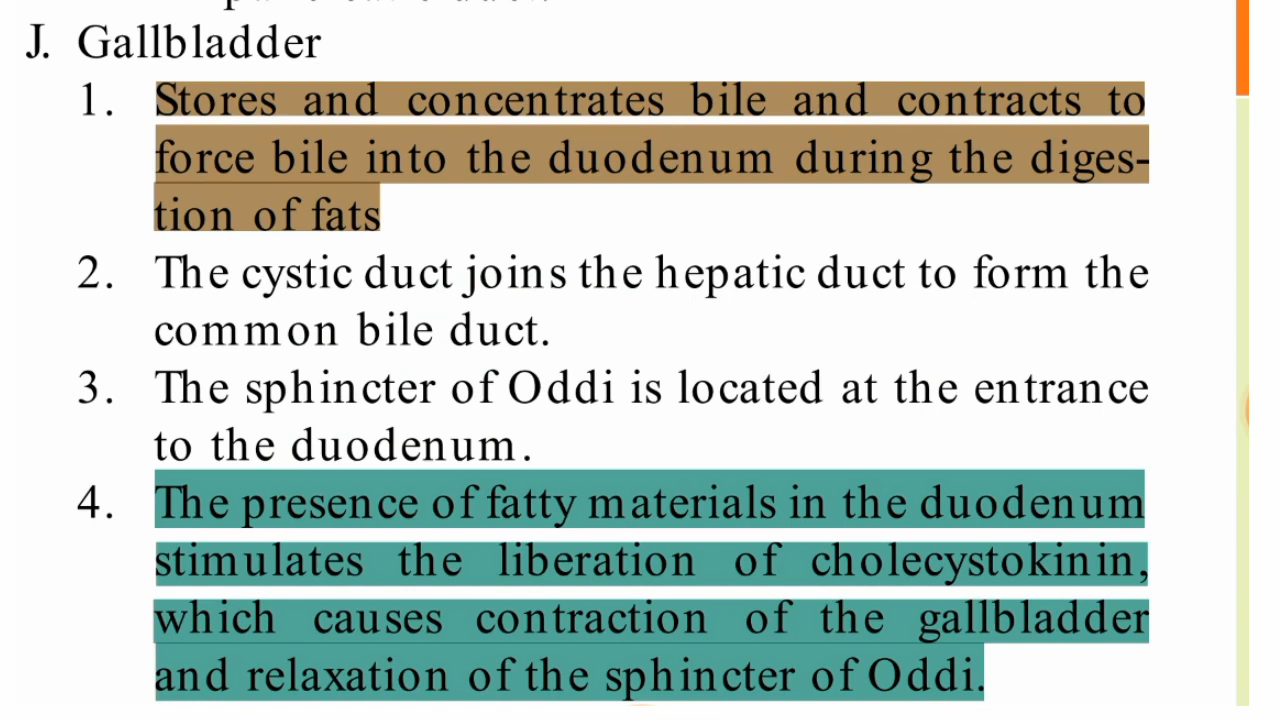 J. Gallbladder
1. Stores and concentrates bile and contracts to
force bile into the duodenum during the diges-
tion of fats
2. The cystic duct joins the hepatic duct to form the
common bile duct.
3. The sphincter of Oddi is located at the entrance
to the duodenum.
4. The presence of fatty materials in the duodenum
stimulates the liberation of cholecystokinin,
which causes contraction of the gallbladder
and relaxation of the sphincter of Oddi.